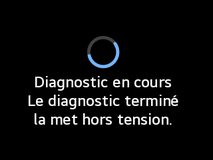 Diagnostic en cours
Le diagnostic terminé
la met hors tension.